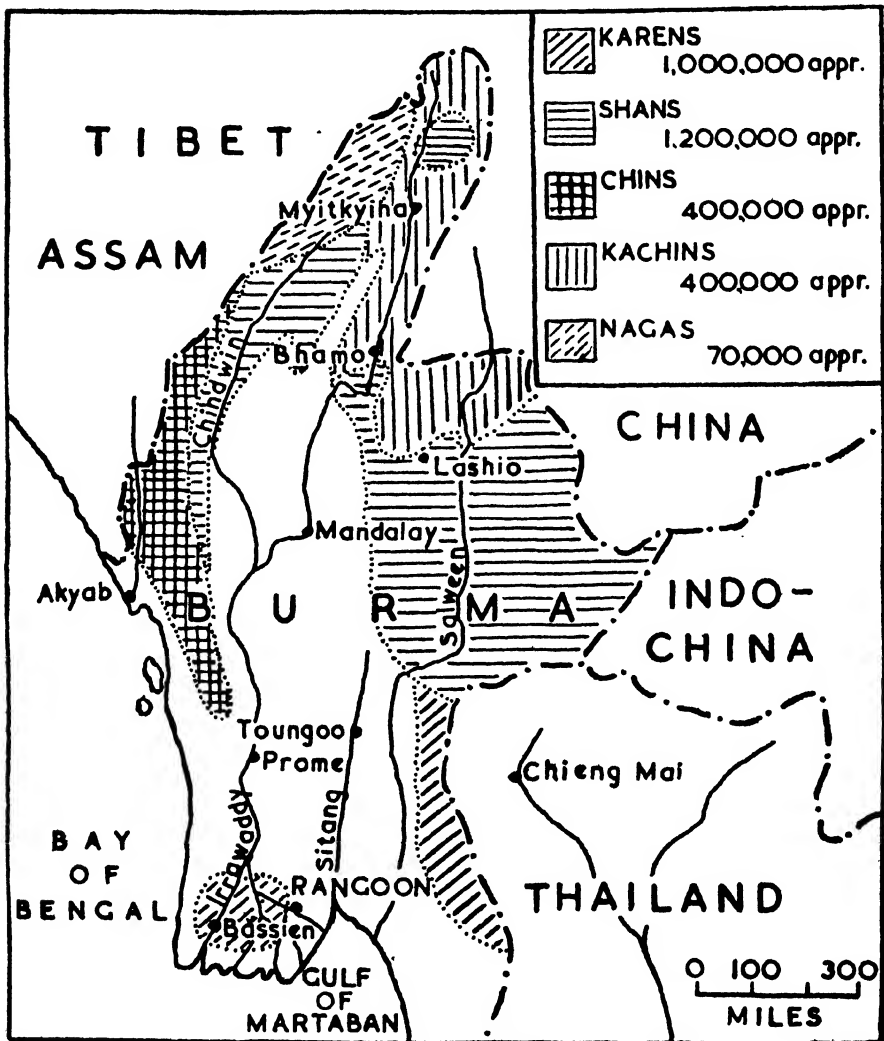 KARENS
1,000,000 appr.
SHANS
1.200,000 appr.
CHINS
400,000 appr.
KACHINS
400,000 appr.
NAGAS
70,000 appr.
TIBET
ASSAM
Myitkyina
Chindwin
Bhamo
CHINA
Lashio
Mandalay
Akyab
BURMA
Salween
INDO-
CHINA
Toungoo
Prome
Chieng Mai
Irrawaddy
Sitang
BAY
OF
BENGAL
RANGOON
Bassien
THAILAND
GULF
OF
MARTABAN
0 100 300
MILES